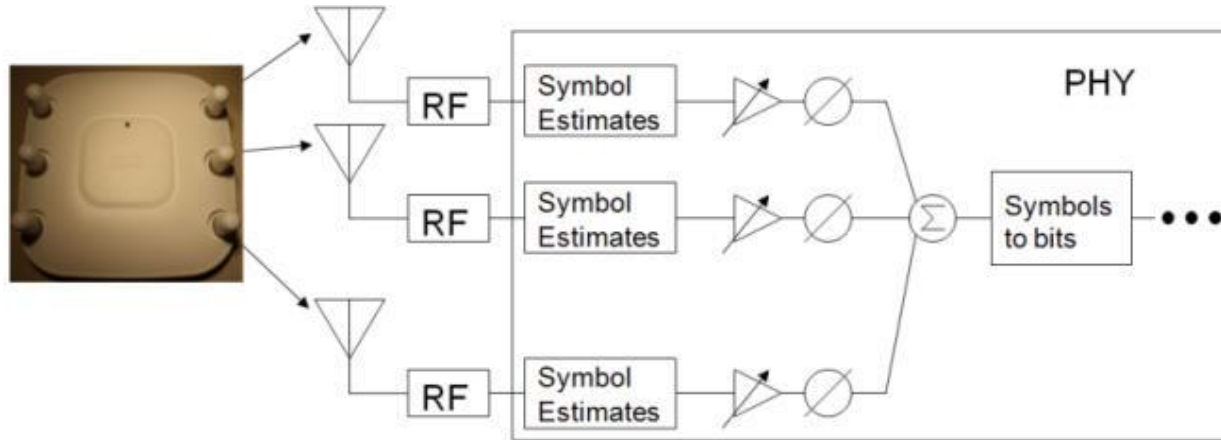 PHY
RF
Symbol
Estimates
RF
Symbol
Estimates
Σ
Symbols
to bits
RF
Symbol
Estimates